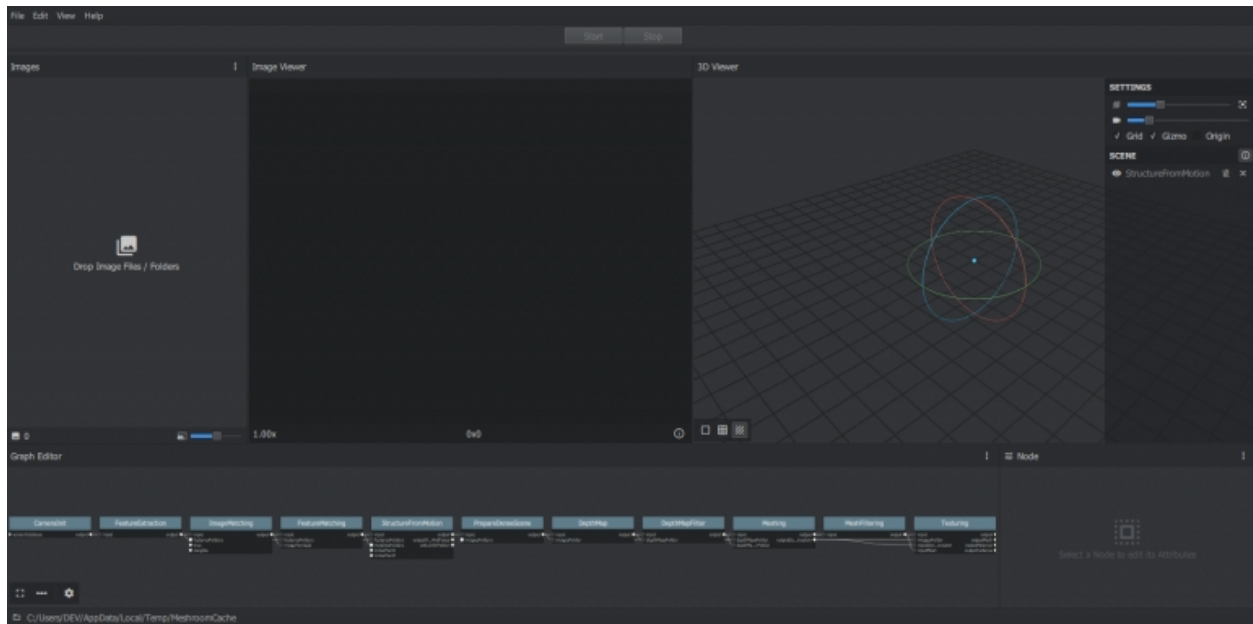 File Edit View Help
Start Stop
Images
Image Viewer
3D Viewer
SETTINGS
✓ Grid ✓ Gizmo Origin
SCENE
StructureFromMotion
Drop Image Files / Folders
0
1.00x
0x0
Graph Editor
Node
CameraInit FeatureExtraction ImageMatching FeatureMatching StructureFromMotion PrepareDenseScene DepthMap DepthMapFilter Meshing MeshFiltering Texturing
Select a Node to edit its Attributes
C:/Users/DEV/AppData/Local/Temp/MeshroomCache